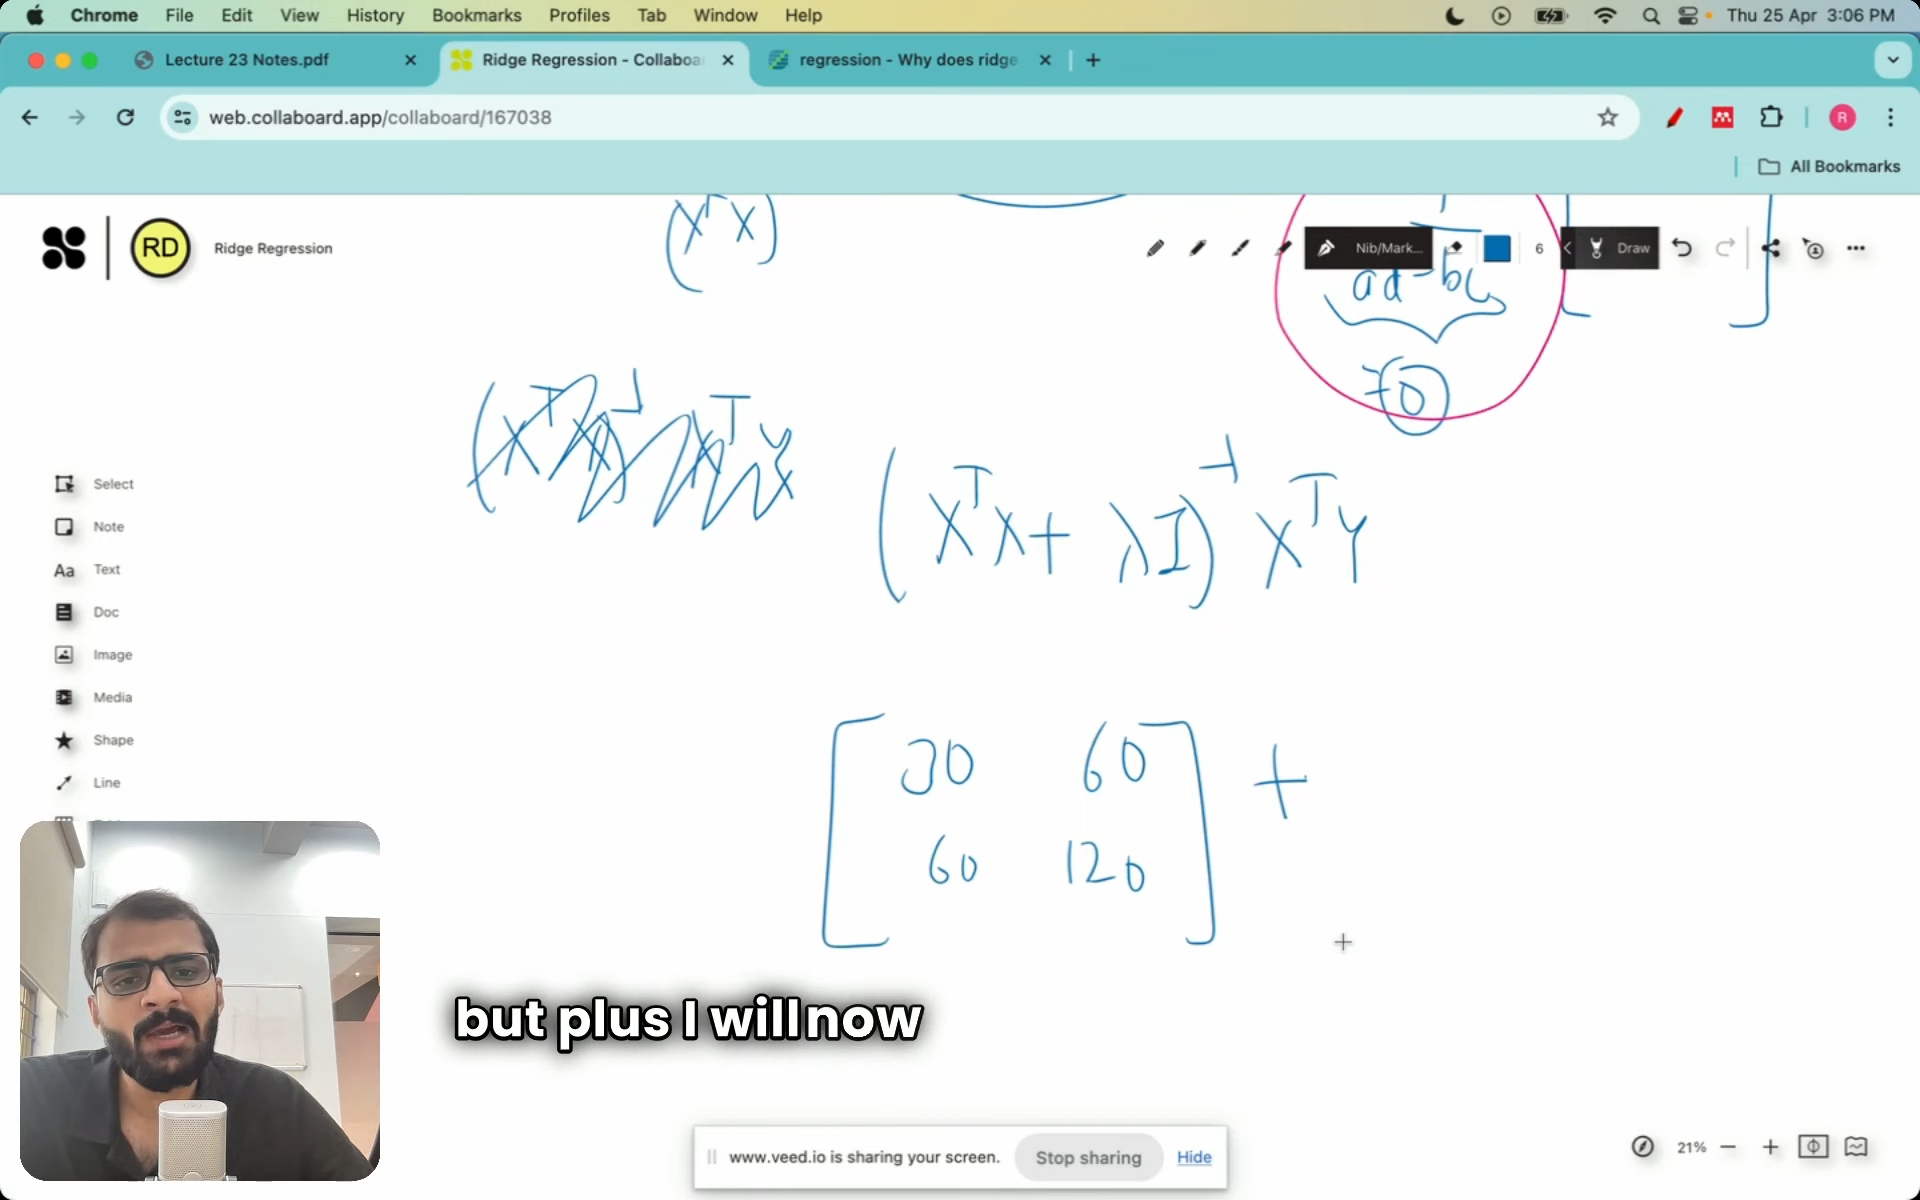 Chrome File Edit View History Bookmarks Profiles Tab Window Help Thu 25 Apr 3:06 PM
Lecture 23 Notes.pdf Ridge Regression - Collaboa regression - Why does ridge
web.collaboard.app/collaboard/167038 R
All Bookmarks
(XᵀX)
RD Ridge Regression Nib/Mark... 6 Draw
ad-bc
=0
(XᵀX)⁻¹XᵀY
(XᵀX + λI)⁻¹ XᵀY
Select
Note
Aa Text
Doc
Image
Media
Shape
Line
30 60 +
60 120
but plus I will now
www.veed.io is sharing your screen. Stop sharing Hide
21%